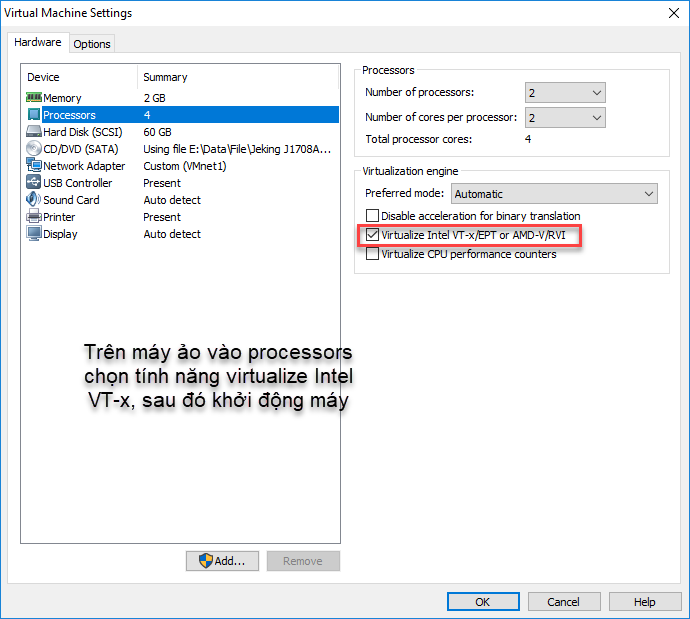 Virtual Machine Settings
Hardware
Options
Device Summary
Memory 2 GB
Processors 4
Hard Disk (SCSI) 60 GB
CD/DVD (SATA) Using file E:\Data\File\Jeking J1708A...
Network Adapter Custom (VMnet1)
USB Controller Present
Sound Card Auto detect
Printer Present
Display Auto detect
Add...
Remove
Processors
Number of processors: 2
Number of cores per processor: 2
Total processor cores: 4
Virtualization engine
Preferred mode: Automatic
Disable acceleration for binary translation
Virtualize Intel VT-x/EPT or AMD-V/RVI
Virtualize CPU performance counters
Trên máy ảo vào processors
chọn tính năng virtualize Intel
VT-x, sau đó khởi động máy
OK
Cancel
Help